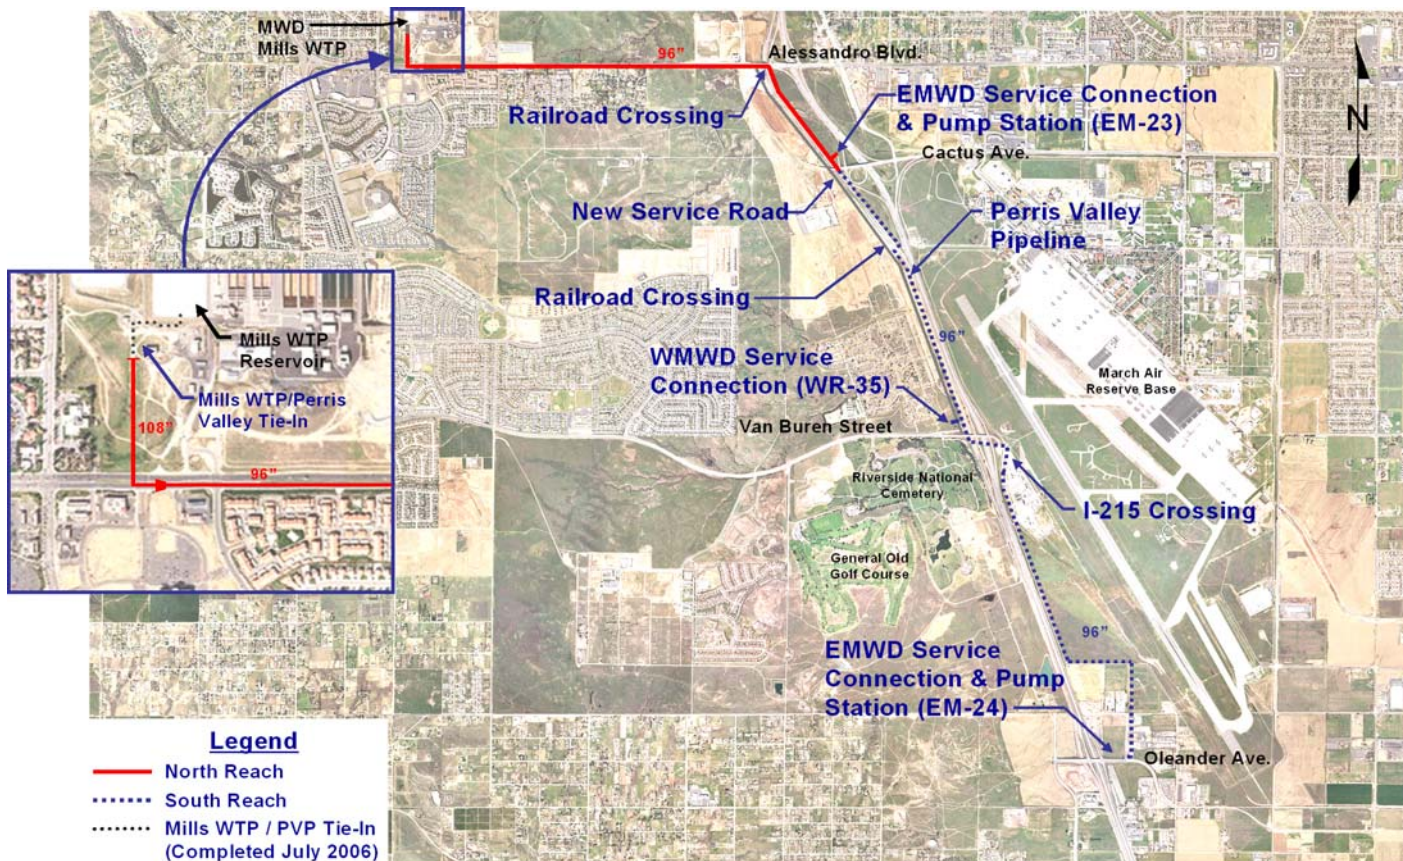 MWD
Mills WTP
96”
Alessandro Blvd.
Railroad Crossing
EMWD Service Connection
& Pump Station (EM-23)
Cactus Ave.
N
New Service Road
Perris Valley
Pipeline
Railroad Crossing
96”
Mills WTP
Reservoir
Mills WTP/Perris
Valley Tie-In
108”
96”
WMWD Service
Connection (WR-35)
March Air
Reserve Base
Van Buren Street
Riverside National
Cemetery
I-215 Crossing
General Old
Golf Course
96”
EMWD Service
Connection & Pump
Station (EM-24)
Oleander Ave.
Legend
North Reach
South Reach
Mills WTP / PVP Tie-In
(Completed July 2006)